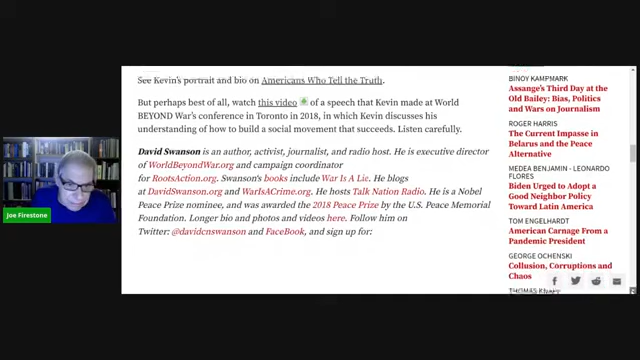 See Kevin's portrait and bio on Americans Who Tell the Truth.
But perhaps best of all, watch this video of a speech that Kevin made at World
BEYOND War's conference in Toronto in 2018, in which Kevin discusses his
understanding of how to build a social movement that succeeds. Listen carefully.
David Swanson is an author, activist, journalist, and radio host. He is executive director
of WorldBeyondWar.org and campaign coordinator
for RootsAction.org. Swanson's books include War Is A Lie. He blogs
at DavidSwanson.org and WarIsACrime.org. He hosts Talk Nation Radio. He is a Nobel
Peace Prize nominee, and was awarded the 2018 Peace Prize by the U.S. Peace Memorial
Foundation. Longer bio and photos and videos here. Follow him on
Twitter: @davidcnswanson and FaceBook, and sign up for:
BINOY KAMPMARK
Assange's Third Day at the
Old Bailey: Bias, Politics
and Wars on Journalism
ROGER HARRIS
The Current Impasse in
Belarus and the Peace
Alternative
MEDEA BENJAMIN - LEONARDO
FLORES
Biden Urged to Adopt a
Good Neighbor Policy
Toward Latin America
TOM ENGELHARDT
American Carnage From a
Pandemic President
GEORGE OCHENSKI
Collusion, Corruptions and
Chaos
THOMAS
Joe Firestone